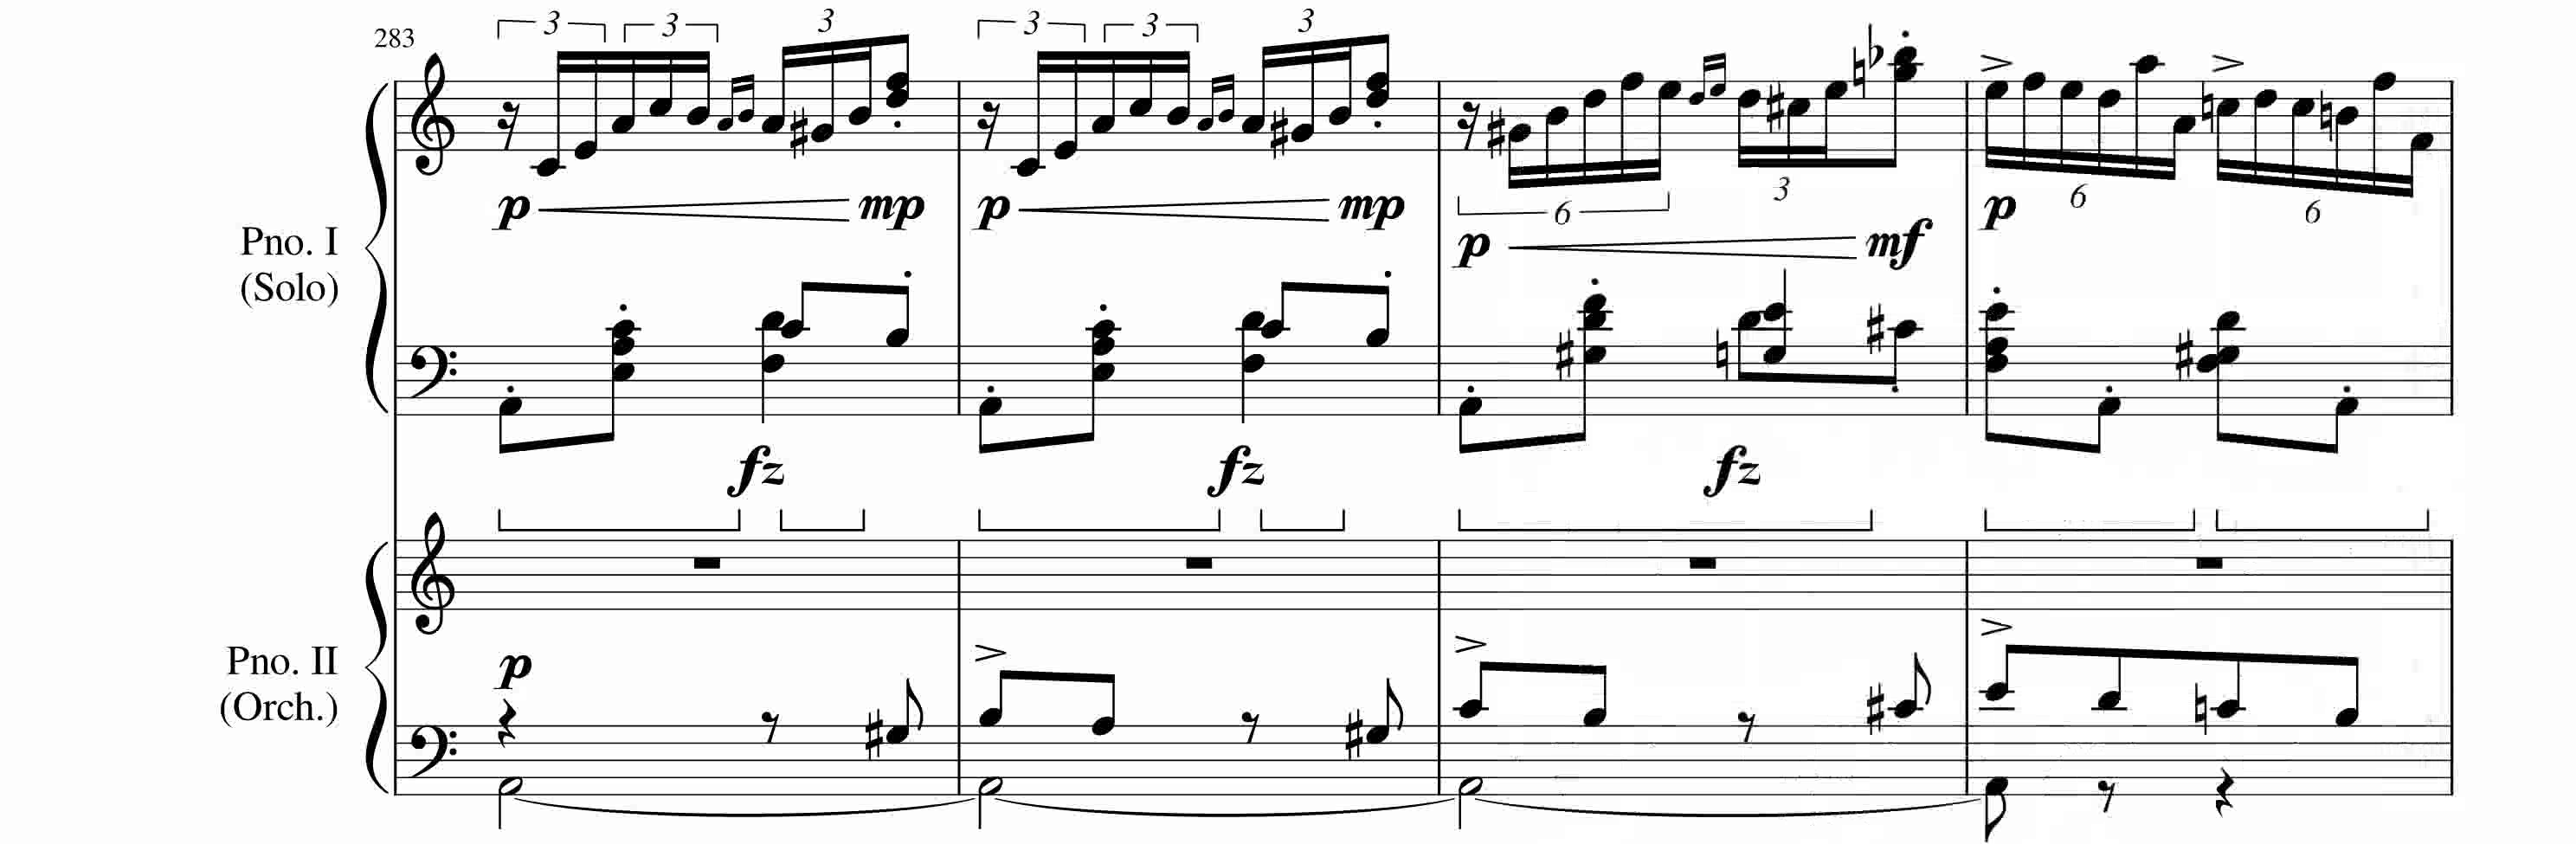 3 3 3 3 3 3
283
p mp p mp 6 3 p 6 6
Pno. I
(Solo)
p mf
fz fz fz
Pno. II
(Orch.)
p